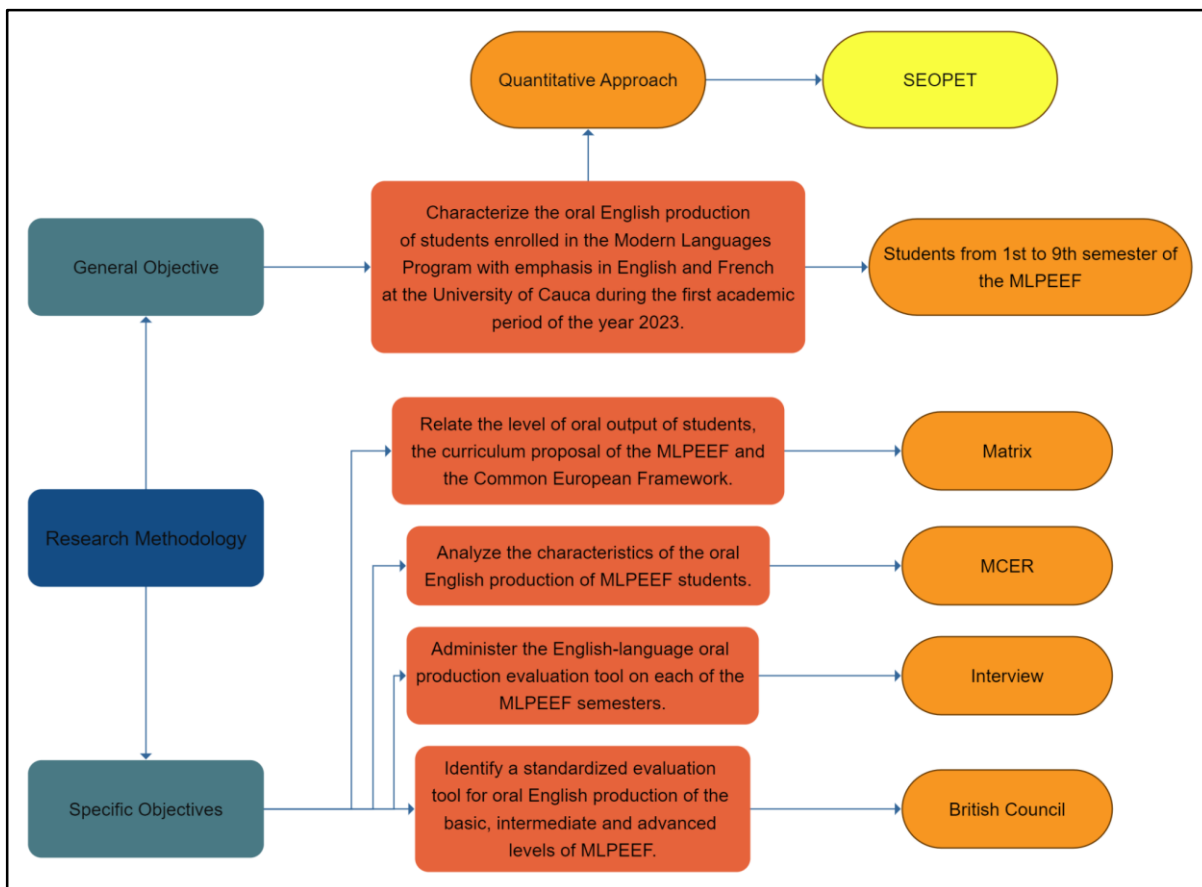 Quantitative Approach
SEOPET
Characterize the oral English production
of students enrolled in the Modern Languages
Program with emphasis in English and French
at the University of Cauca during the first academic
period of the year 2023.
General Objective
Students from 1st to 9th semester of
the MLPEEF
Relate the level of oral output of students,
the curriculum proposal of the MLPEEF and
the Common European Framework.
Matrix
Research Methodology
Analyze the characteristics of the oral
English production of MLPEEF students.
MCER
Administer the English-language oral
production evaluation tool on each of the
MLPEEF semesters.
Interview
Specific Objectives
Identify a standardized evaluation
tool for oral English production of the
basic, intermediate and advanced
levels of MLPEEF.
British Council